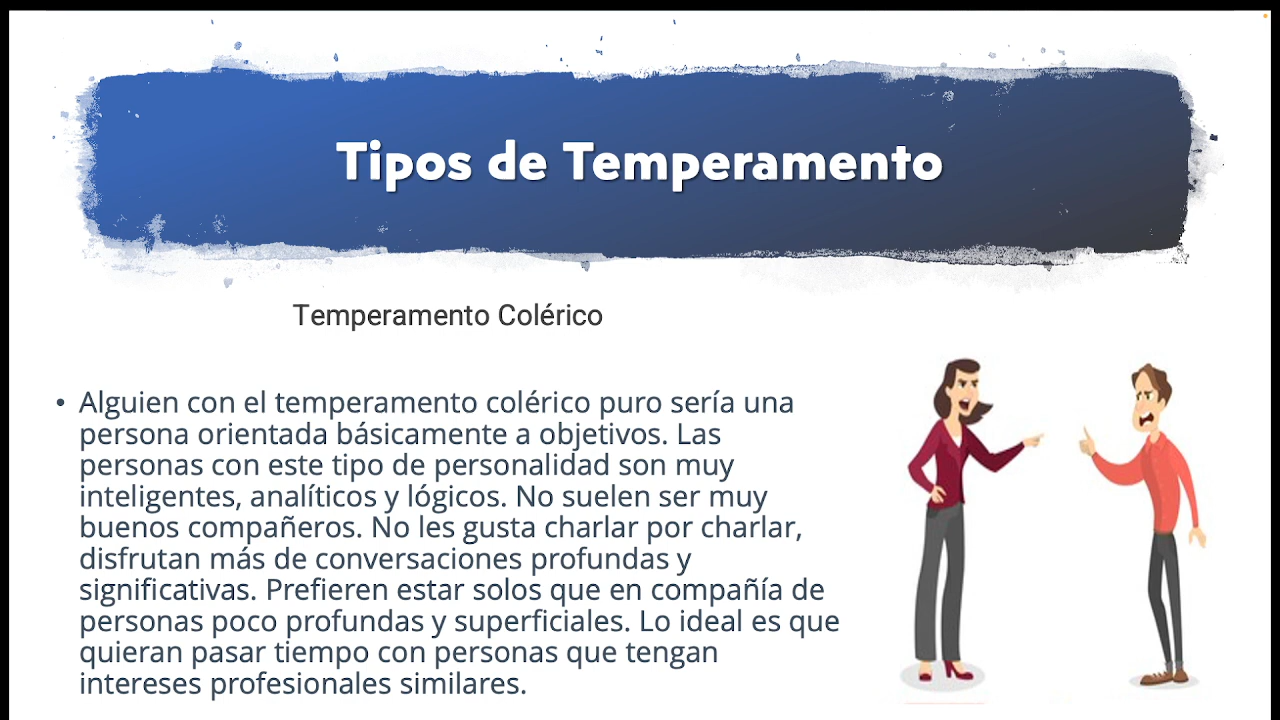 Tipos de Temperamento
Temperamento Colérico
• Alguien con el temperamento colérico puro sería una
persona orientada básicamente a objetivos. Las
personas con este tipo de personalidad son muy
inteligentes, analíticos y lógicos. No suelen ser muy
buenos compañeros. No les gusta charlar por charlar,
disfrutan más de conversaciones profundas y
significativas. Prefieren estar solos que en compañía de
personas poco profundas y superficiales. Lo ideal es que
quieran pasar tiempo con personas que tengan
intereses profesionales similares.